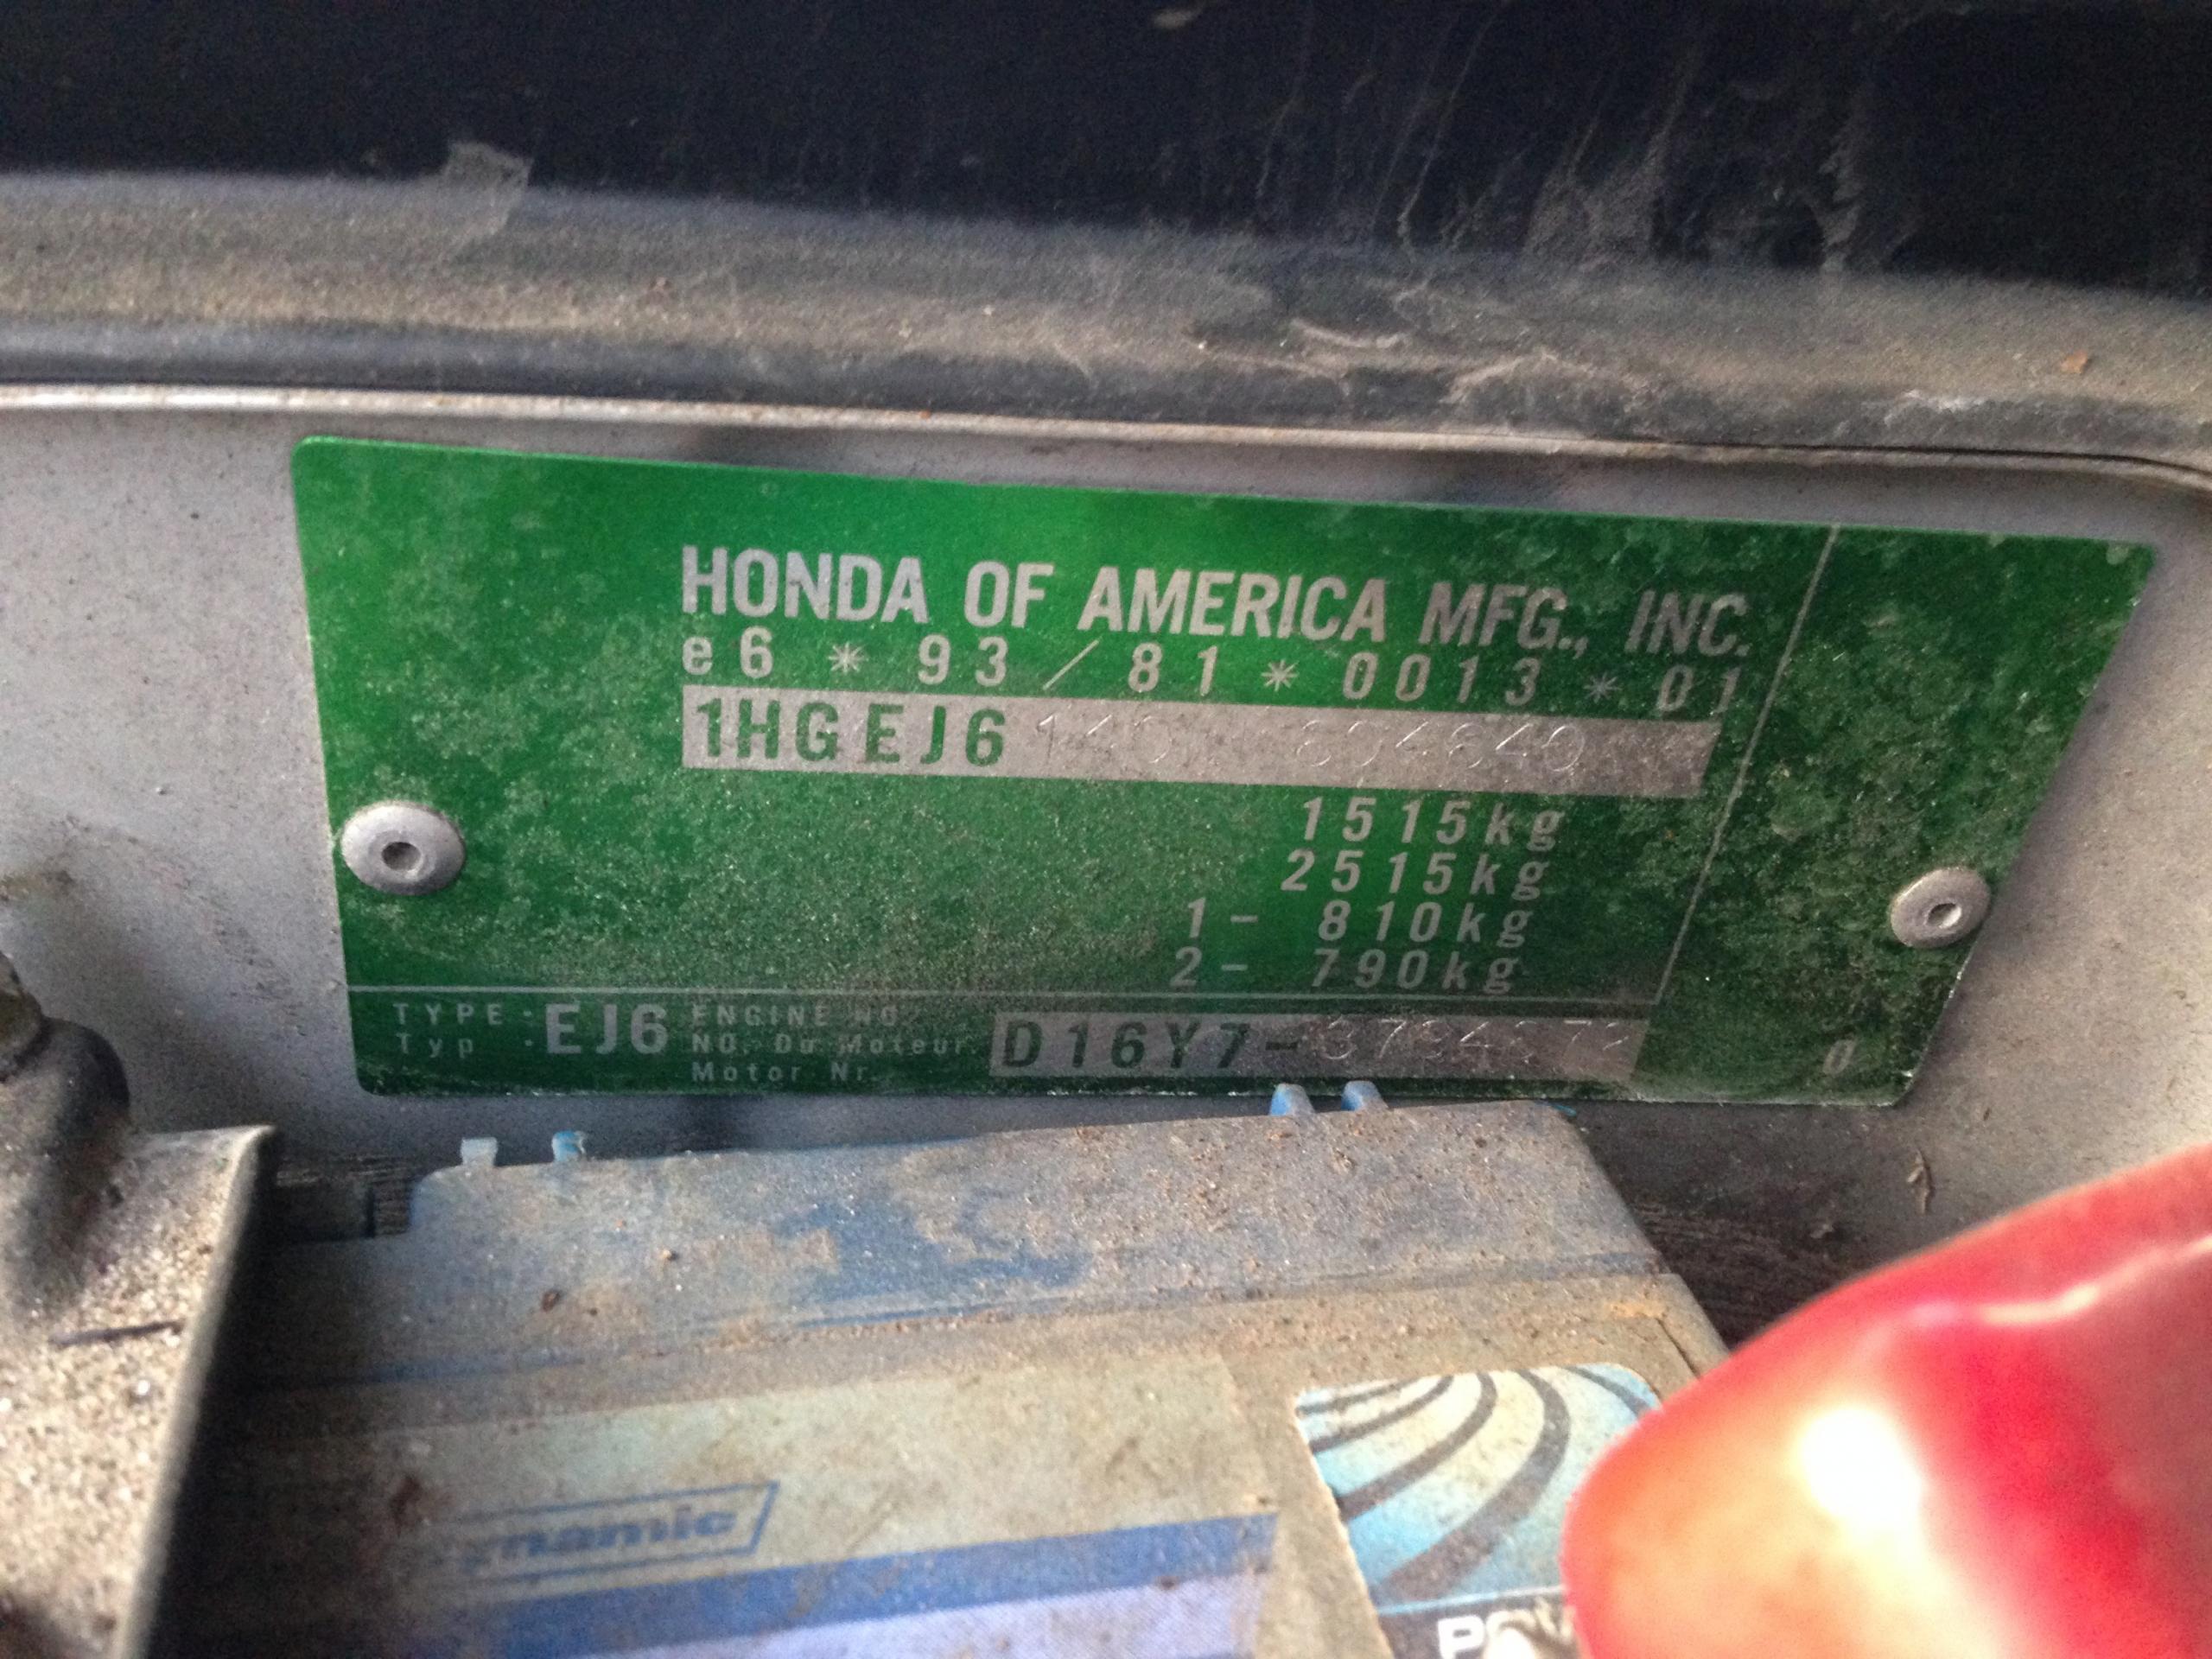 HONDA OF AMERICA MFG., INC.
e6 * 93 / 81 * 0013 * 01
1HGEJ6
1515kg
2515kg
1- 810kg
2- 790kg
TYPE : EJ6
Typ
ENGINE NO.
NO. Du Moteur
Motor Nr.
D16Y7-
0